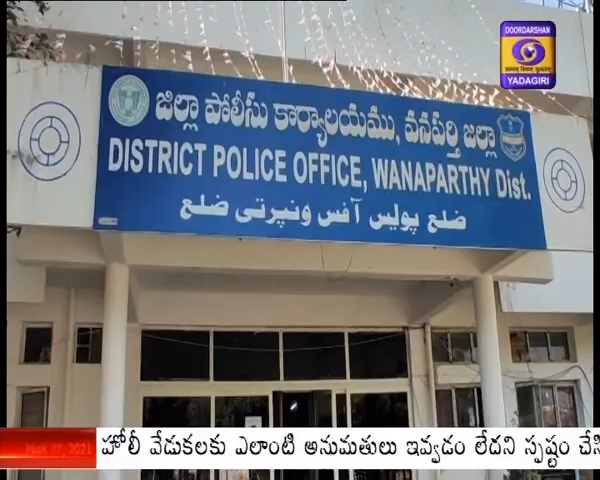 DOORDARSHAN
YADAGIRI
జిల్లా పోలీసు కార్యాలయము, వనపర్తి జిల్లా
DISTRICT POLICE OFFICE, WANAPARTHY Dist.
ضلع پولیس آفس ونپرتی ضلع
హోలీ వేడుకలకు ఎలాంటి అనుమతులు ఇవ్వడం లేదని స్పష్టం చేసి